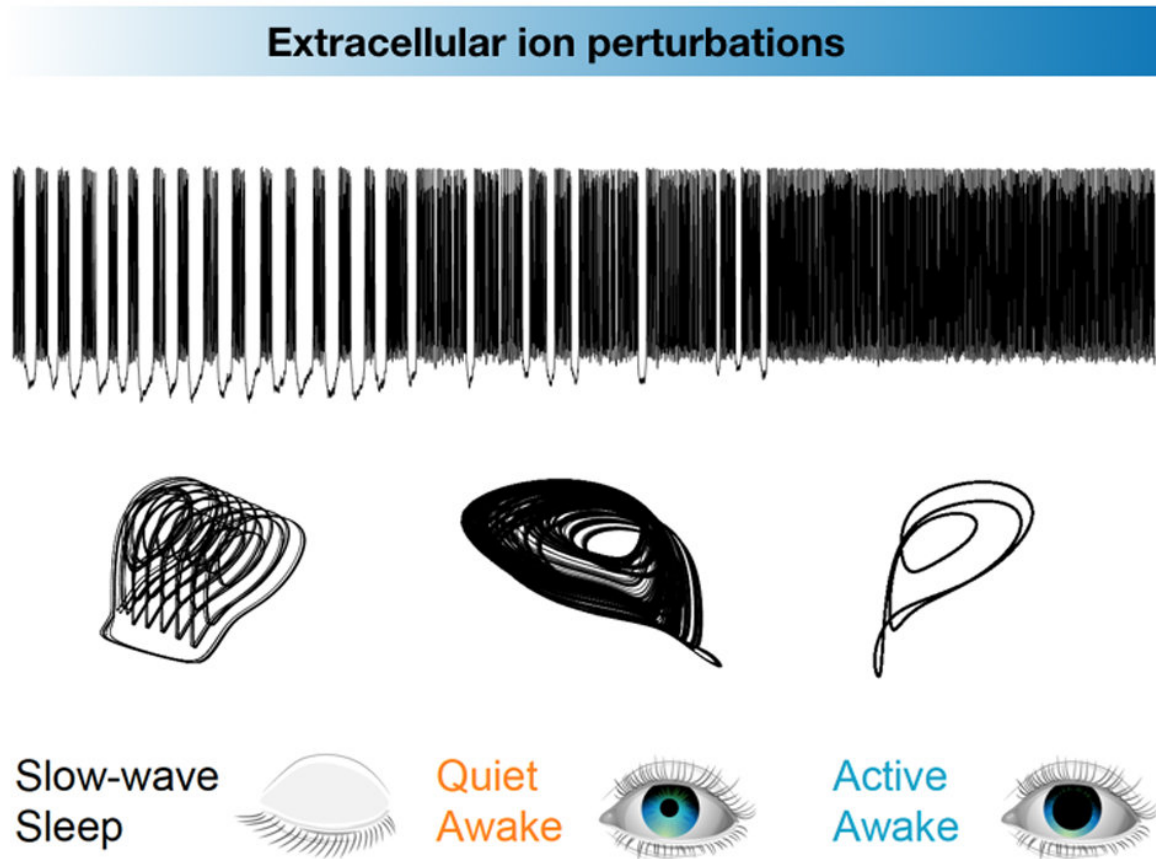 Extracellular ion perturbations
Slow-wave
Sleep
Quiet
Awake
Active
Awake